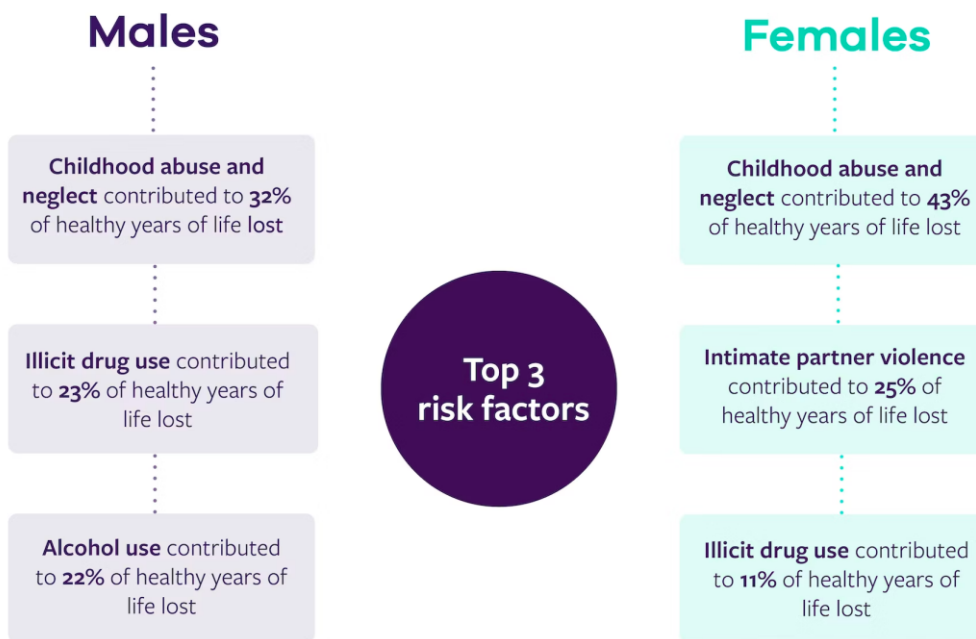 Males
Childhood abuse and
neglect contributed to 32%
of healthy years of life lost
Illicit drug use contributed
to 23% of healthy years of
life lost
Alcohol use contributed
to 22% of healthy years of
life lost
Top 3
risk factors
Females
Childhood abuse and
neglect contributed to 43%
of healthy years of life lost
Intimate partner violence
contributed to 25% of
healthy years of life lost
Illicit drug use contributed
to 11% of healthy years of
life lost